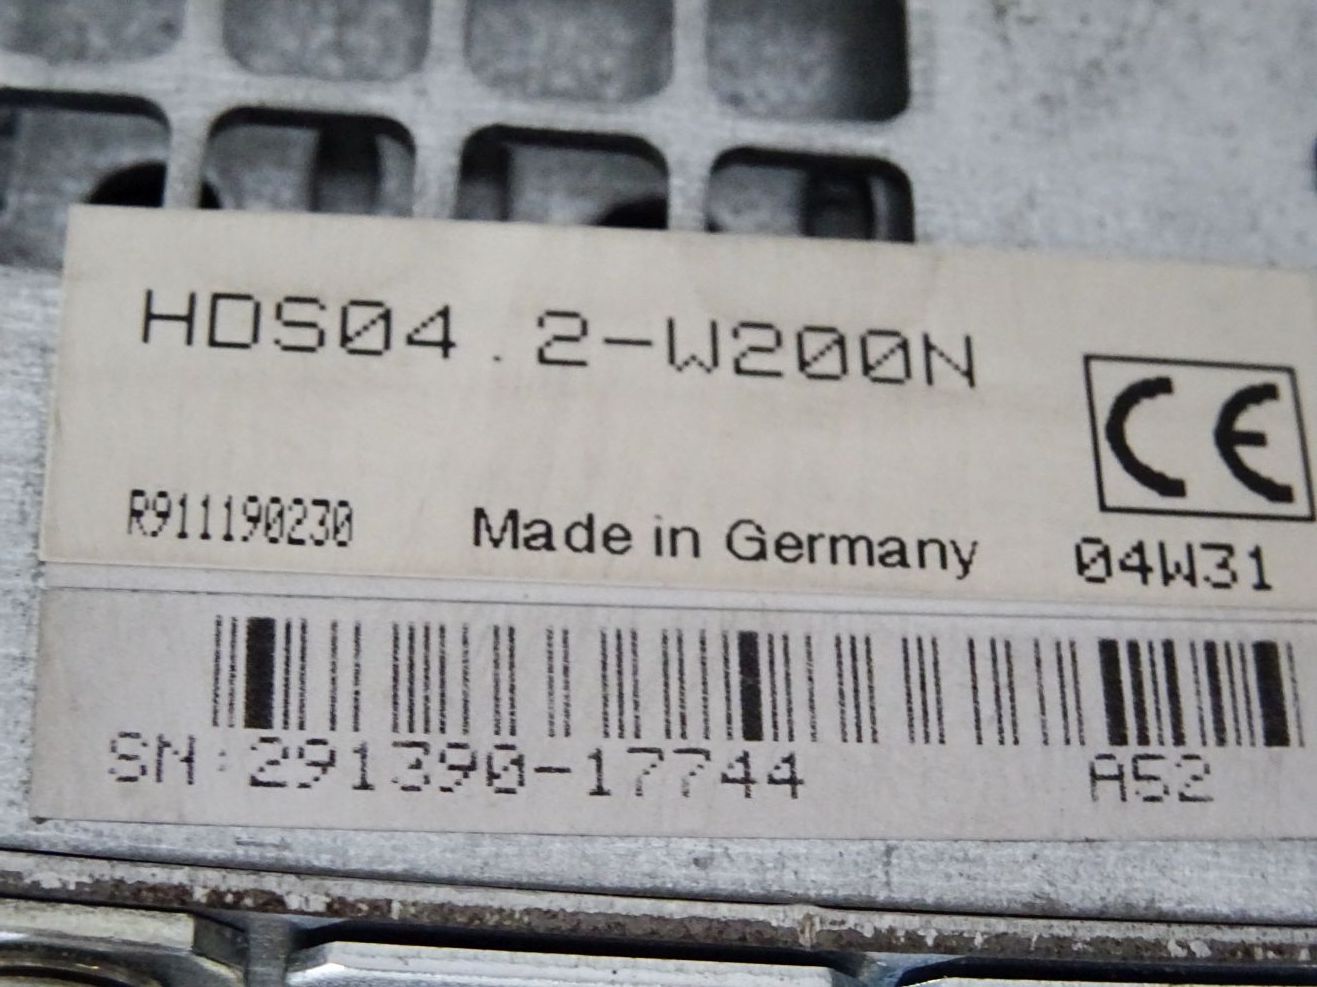 HDS04.2-W200N
CE
R911190230 Made in Germany 04W31
SN:291390-17744 A52